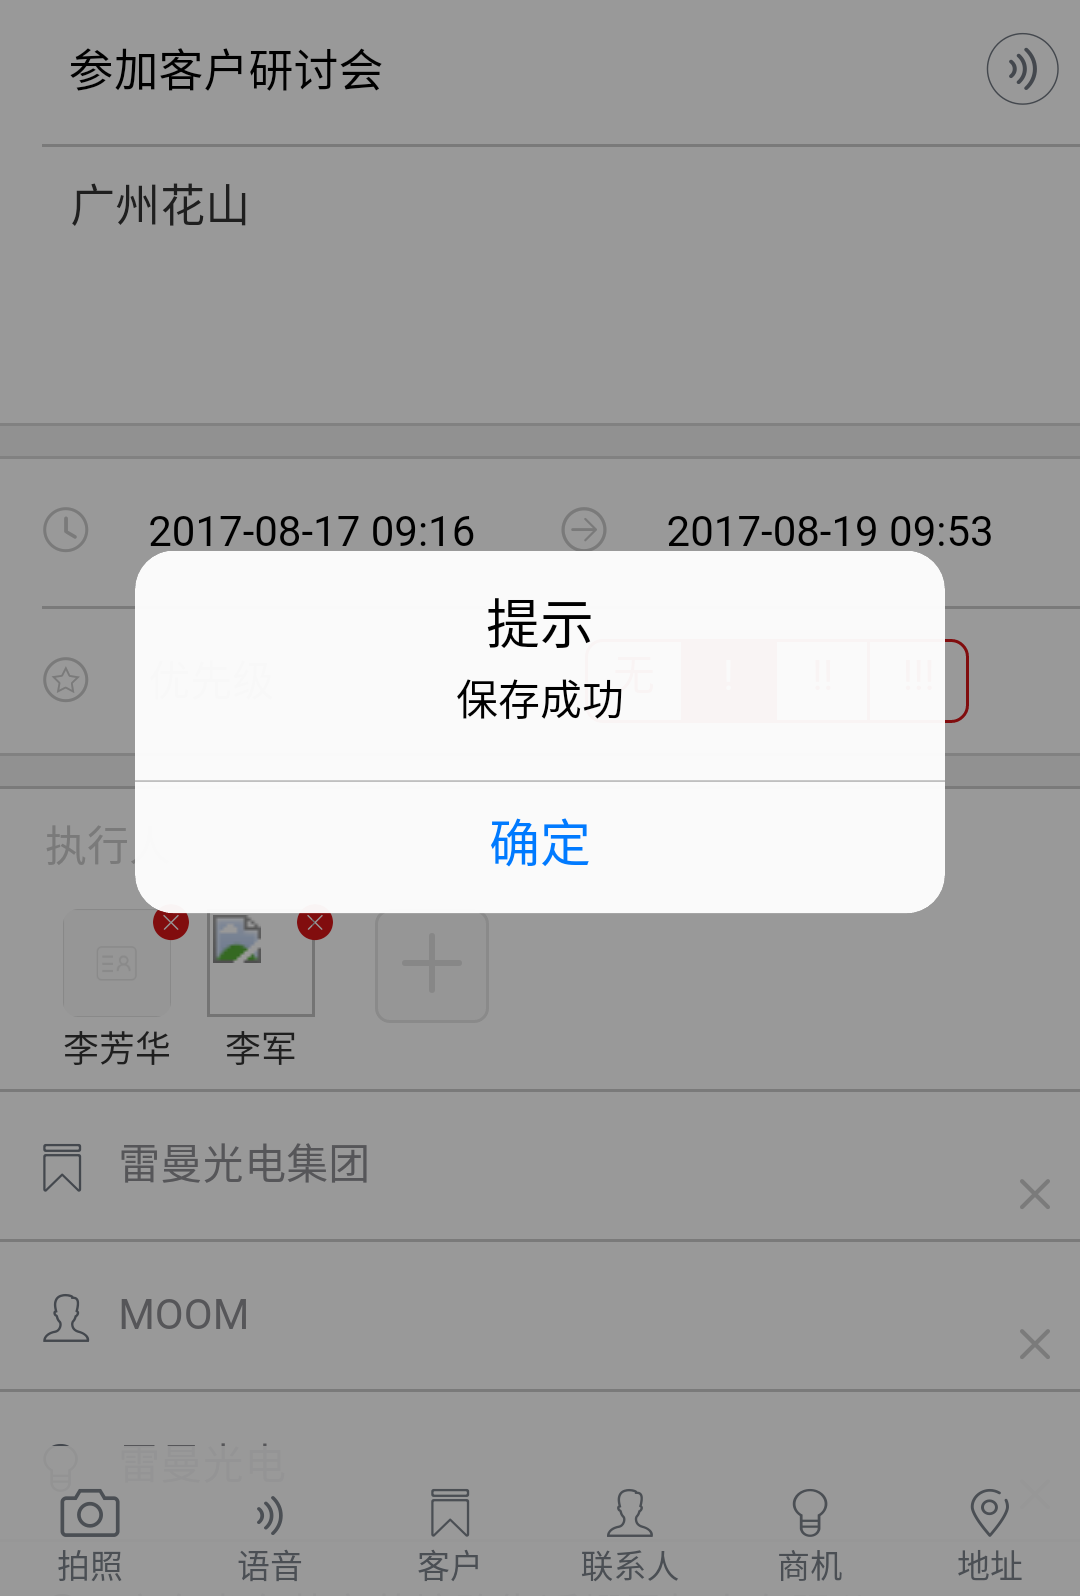 参加客户研讨会
广州花山
2017-08-17 09:16
2017-08-19 09:53
提示
优先级
无 ! !! !!!
保存成功
确定
执行
李芳华
李军
雷曼光电集团
MOOM
雷曼光电
拍照 语音 客户 联系人 商机 地址